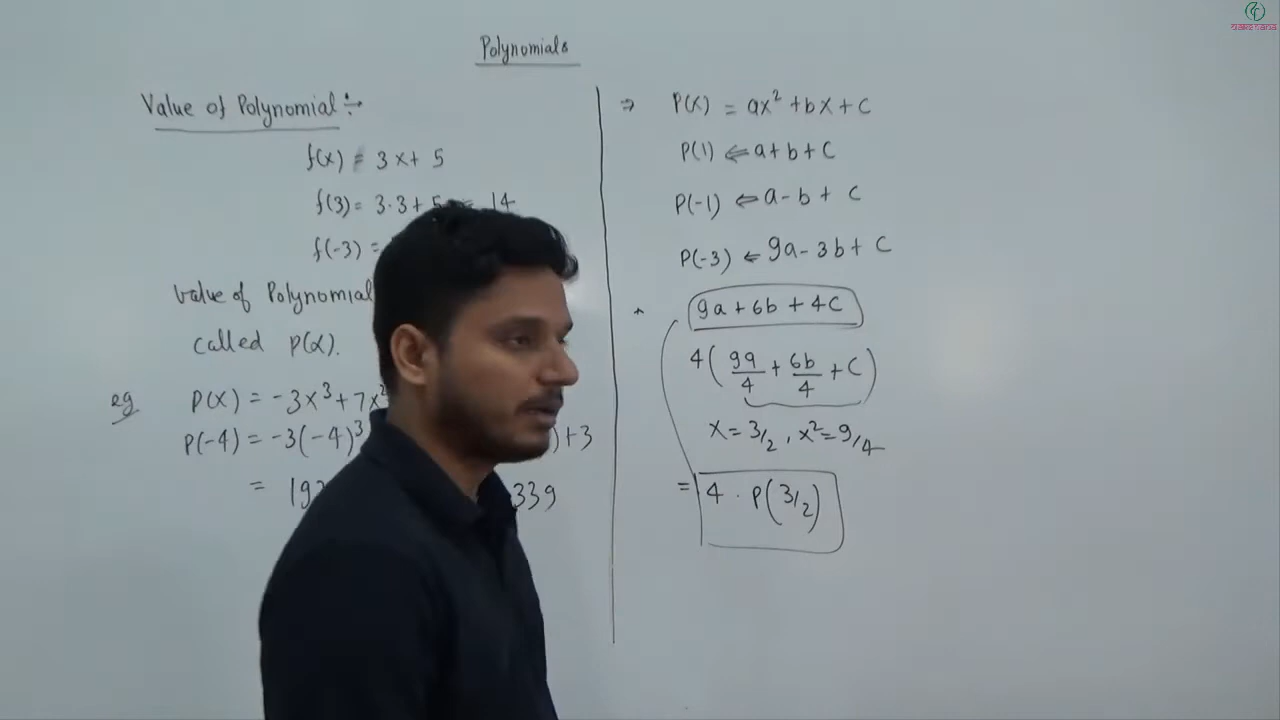 Polynomials
Value of Polynomial :-
f(x) = 3x + 5
f(3) = 3·3 + 5 = 14
f(-3) =
Value of Polynomial
called P(α).
eg P(x) = -3x³ + 7x²
P(-4) = -3(-4)³ ) + 3
= 192 339
⇒ P(x) = ax² + bx + c
P(1) ⇐ a + b + c
P(-1) ⇐ a - b + c
P(-3) ⇐ 9a - 3b + c
9a + 6b + 4c
4(9a/4 + 6b/4 + c)
x = 3/2, x² = 9/4
= 4 · P(3/2)